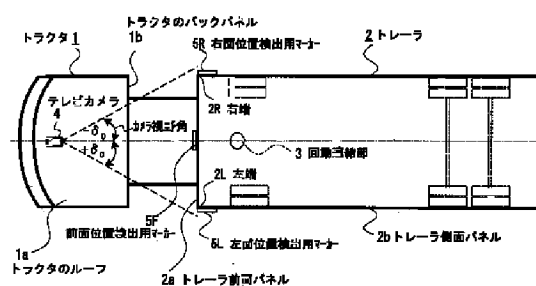 トラクタのバックパネル
トラクタ 1
1b
5R 右面位置検出用マーカー
2 トレーラ
テレビカメラ
4
2R 右端
-δ₀
カメラ視野角
+δ₀
3 回動連結部
2L 左端
5F
前面位置検出用マーカー
1a
トラクタのルーフ
5L 左面位置検出用マーカー
2a トレーラ前面パネル
2b トレーラ側面パネル